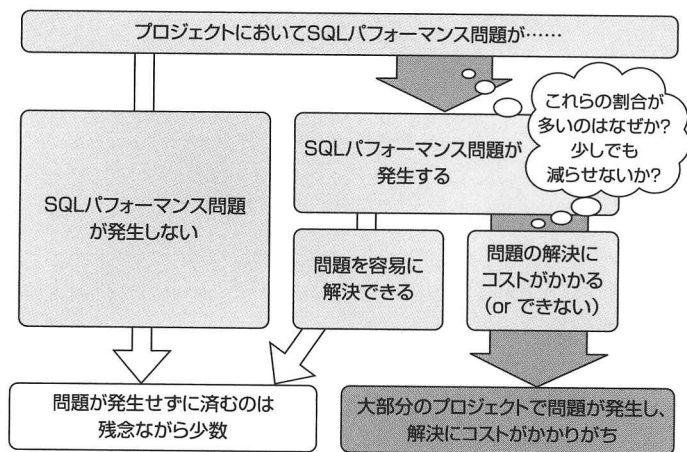 プロジェクトにおいてSQLパフォーマンス問題が……
これらの割合が
多いのはなぜか?
少しでも
減らせないか?
SQLパフォーマンス問題が
発生する
SQLパフォーマンス問題
が発生しない
問題を容易に
解決できる
問題の解決に
コストがかかる
(or できない)
問題が発生せずに済むのは
残念ながら少数
大部分のプロジェクトで問題が発生し、
解決にコストがかかりがち